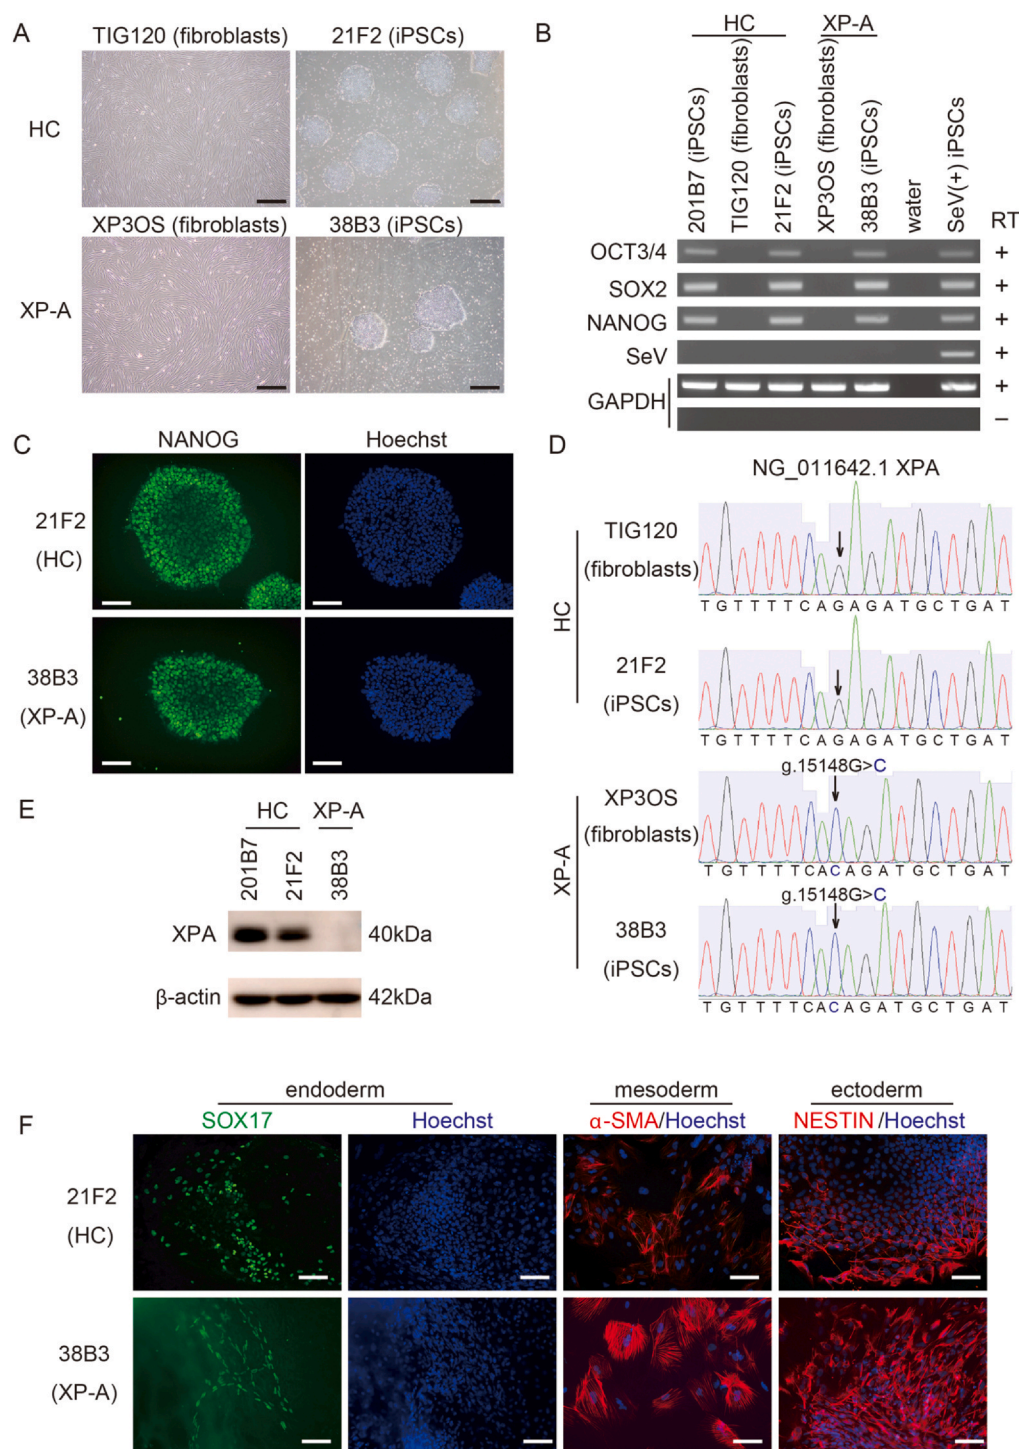 A
TIG120 (fibroblasts)
21F2 (iPSCs)
HC
XP3OS (fibroblasts)
38B3 (iPSCs)
XP-A
B
HC
XP-A
201B7 (iPSCs)
TIG120 (fibroblasts)
21F2 (iPSCs)
XP3OS (fibroblasts)
38B3 (iPSCs)
water
SeV(+) iPSCs
RT
OCT3/4
+
SOX2
+
NANOG
+
SeV
+
GAPDH
+
–
C
NANOG
Hoechst
21F2
(HC)
38B3
(XP-A)
D
NG_011642.1 XPA
HC
TIG120
(fibroblasts)
T G T T T T C A G A G A T G C T G A T
21F2
(iPSCs)
T G T T T T C A G A G A T G C T G A T
XP-A
g.15148G>C
XP3OS
(fibroblasts)
T G T T T T C A C A G A T G C T G A T
g.15148G>C
38B3
(iPSCs)
T G T T T T C A C A G A T G C T G A T
E
HC
XP-A
201B7
21F2
38B3
XPA
40kDa
β-actin
42kDa
F
endoderm
mesoderm
ectoderm
SOX17
Hoechst
α-SMA/Hoechst
NESTIN/Hoechst
21F2
(HC)
38B3
(XP-A)